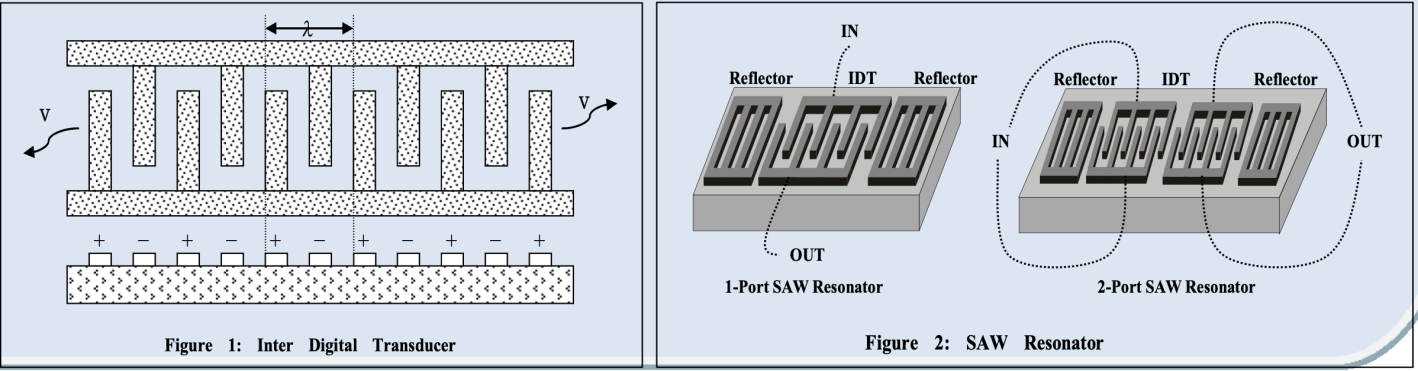 λ
V
V
+ − + − + − + − + − +
Figure 1: Inter Digital Transducer
IN
Reflector IDT Reflector
OUT
1-Port SAW Resonator
Reflector IDT Reflector
IN
OUT
2-Port SAW Resonator
Figure 2: SAW Resonator